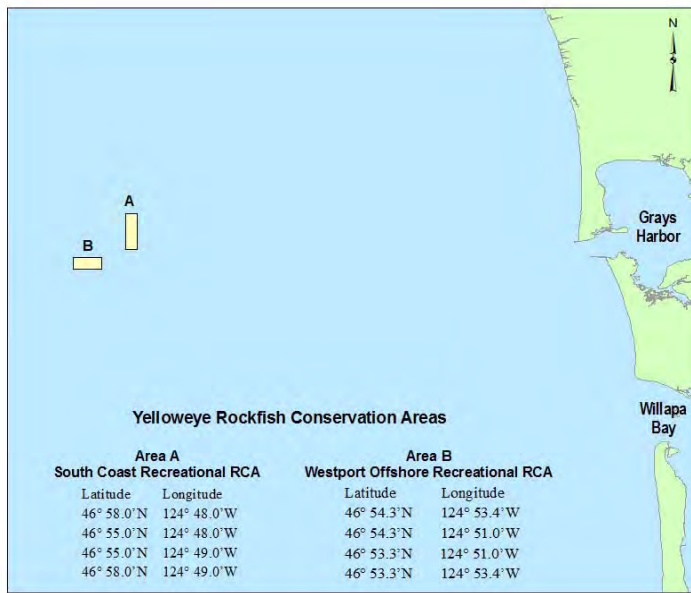 N
A
B
Grays
Harbor
Willapa
Bay
Yelloweye Rockfish Conservation Areas
Area A
South Coast Recreational RCA
Latitude Longitude
46° 58.0'N 124° 48.0'W
46° 55.0'N 124° 48.0'W
46° 55.0'N 124° 49.0'W
46° 58.0'N 124° 49.0'W
Area B
Westport Offshore Recreational RCA
Latitude Longitude
46° 54.3'N 124° 53.4'W
46° 54.3'N 124° 51.0'W
46° 53.3'N 124° 51.0'W
46° 53.3'N 124° 53.4'W